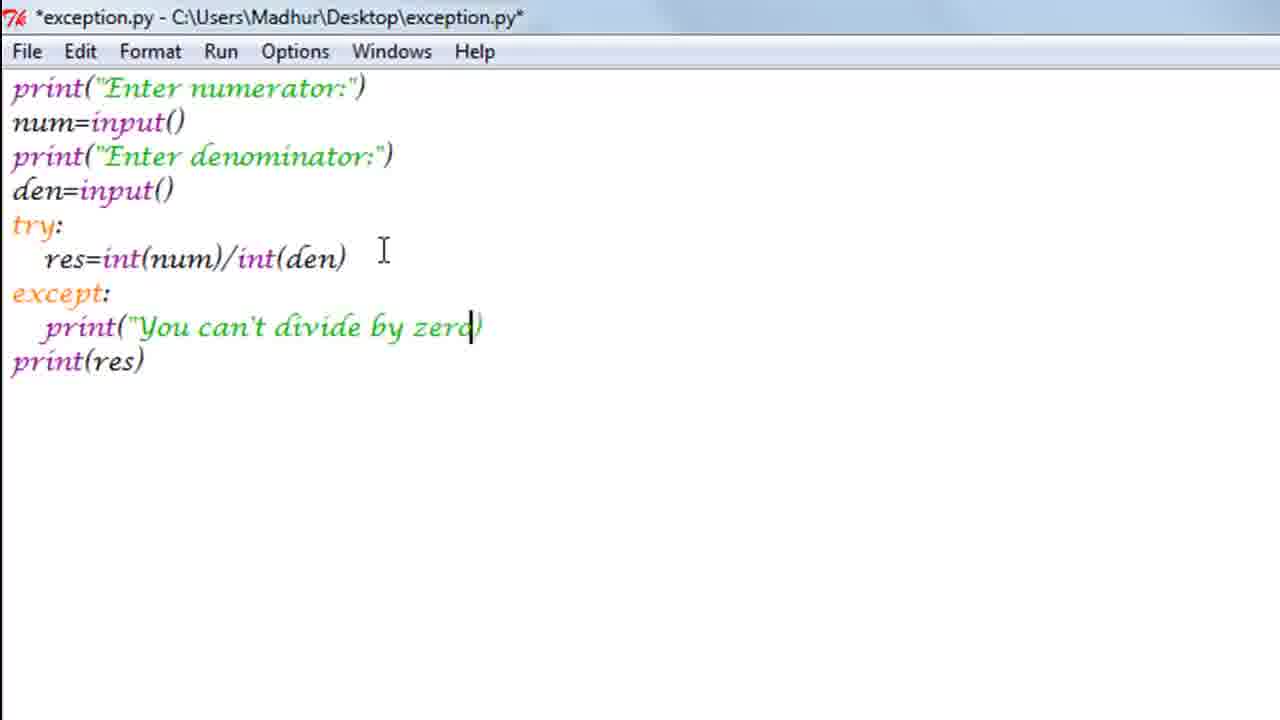 *exception.py - C:\Users\Madhur\Desktop\exception.py*
File Edit Format Run Options Windows Help
print("Enter numerator:")
num=input()
print("Enter denominator:")
den=input()
try:
    res=int(num)/int(den)
except:
    print("You can't divide by zero)
print(res)